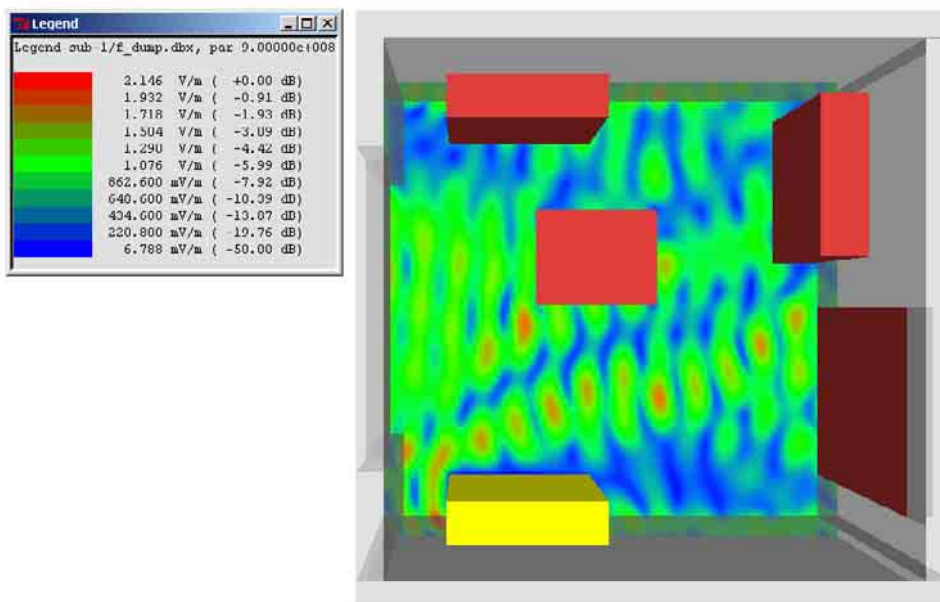 Legend
Legend sub-1/f_dump.dbx, par 9.00000e+008
2.146 V/m ( +0.00 dB)
1.932 V/m ( -0.91 dB)
1.718 V/m ( -1.93 dB)
1.504 V/m ( -3.09 dB)
1.290 V/m ( -4.42 dB)
1.076 V/m ( -5.99 dB)
862.600 mV/m ( -7.92 dB)
640.600 mV/m ( -10.39 dB)
434.600 mV/m ( -13.07 dB)
220.800 mV/m ( -19.76 dB)
6.788 mV/m ( -50.00 dB)